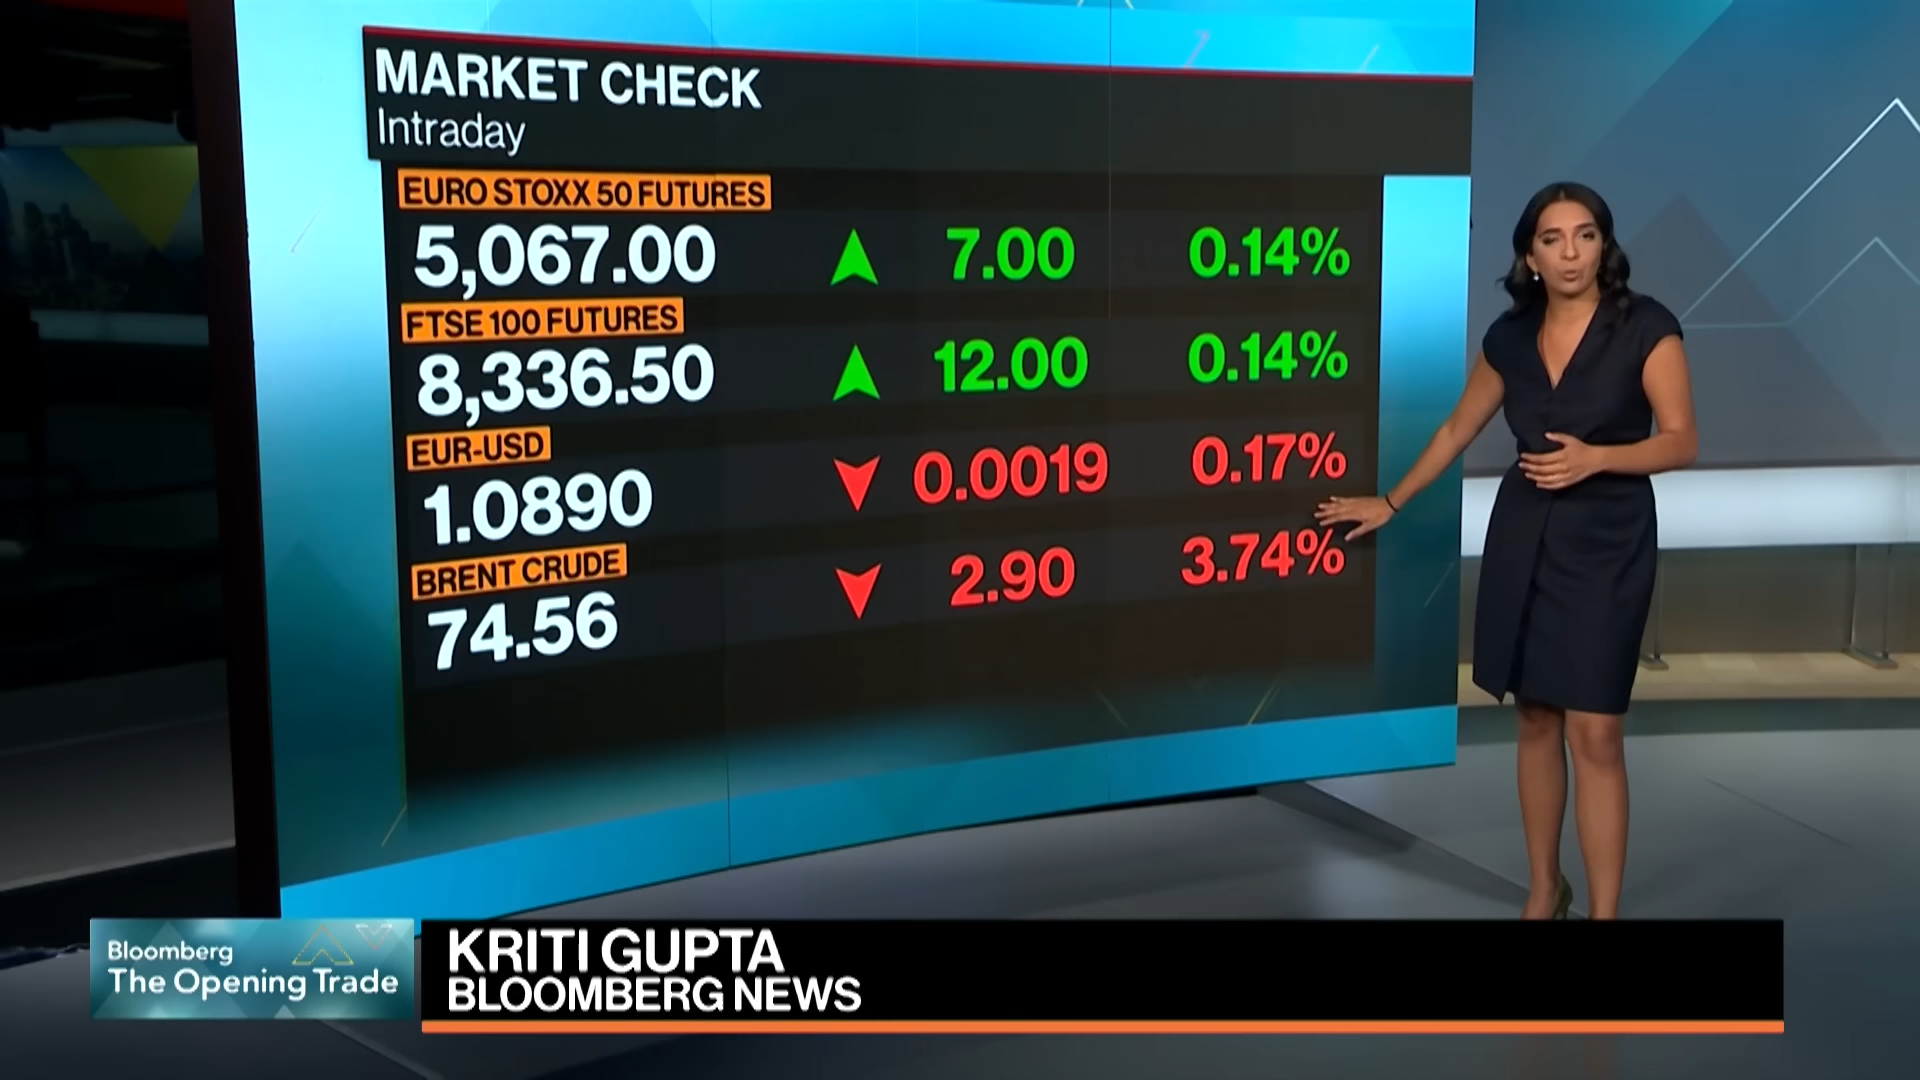 MARKET CHECK
Intraday
EURO STOXX 50 FUTURES
5,067.00 7.00 0.14%
FTSE 100 FUTURES
8,336.50 12.00 0.14%
EUR-USD
1.0890 0.0019 0.17%
BRENT CRUDE
74.56 2.90 3.74%
Bloomberg
The Opening Trade
KRITI GUPTA
BLOOMBERG NEWS